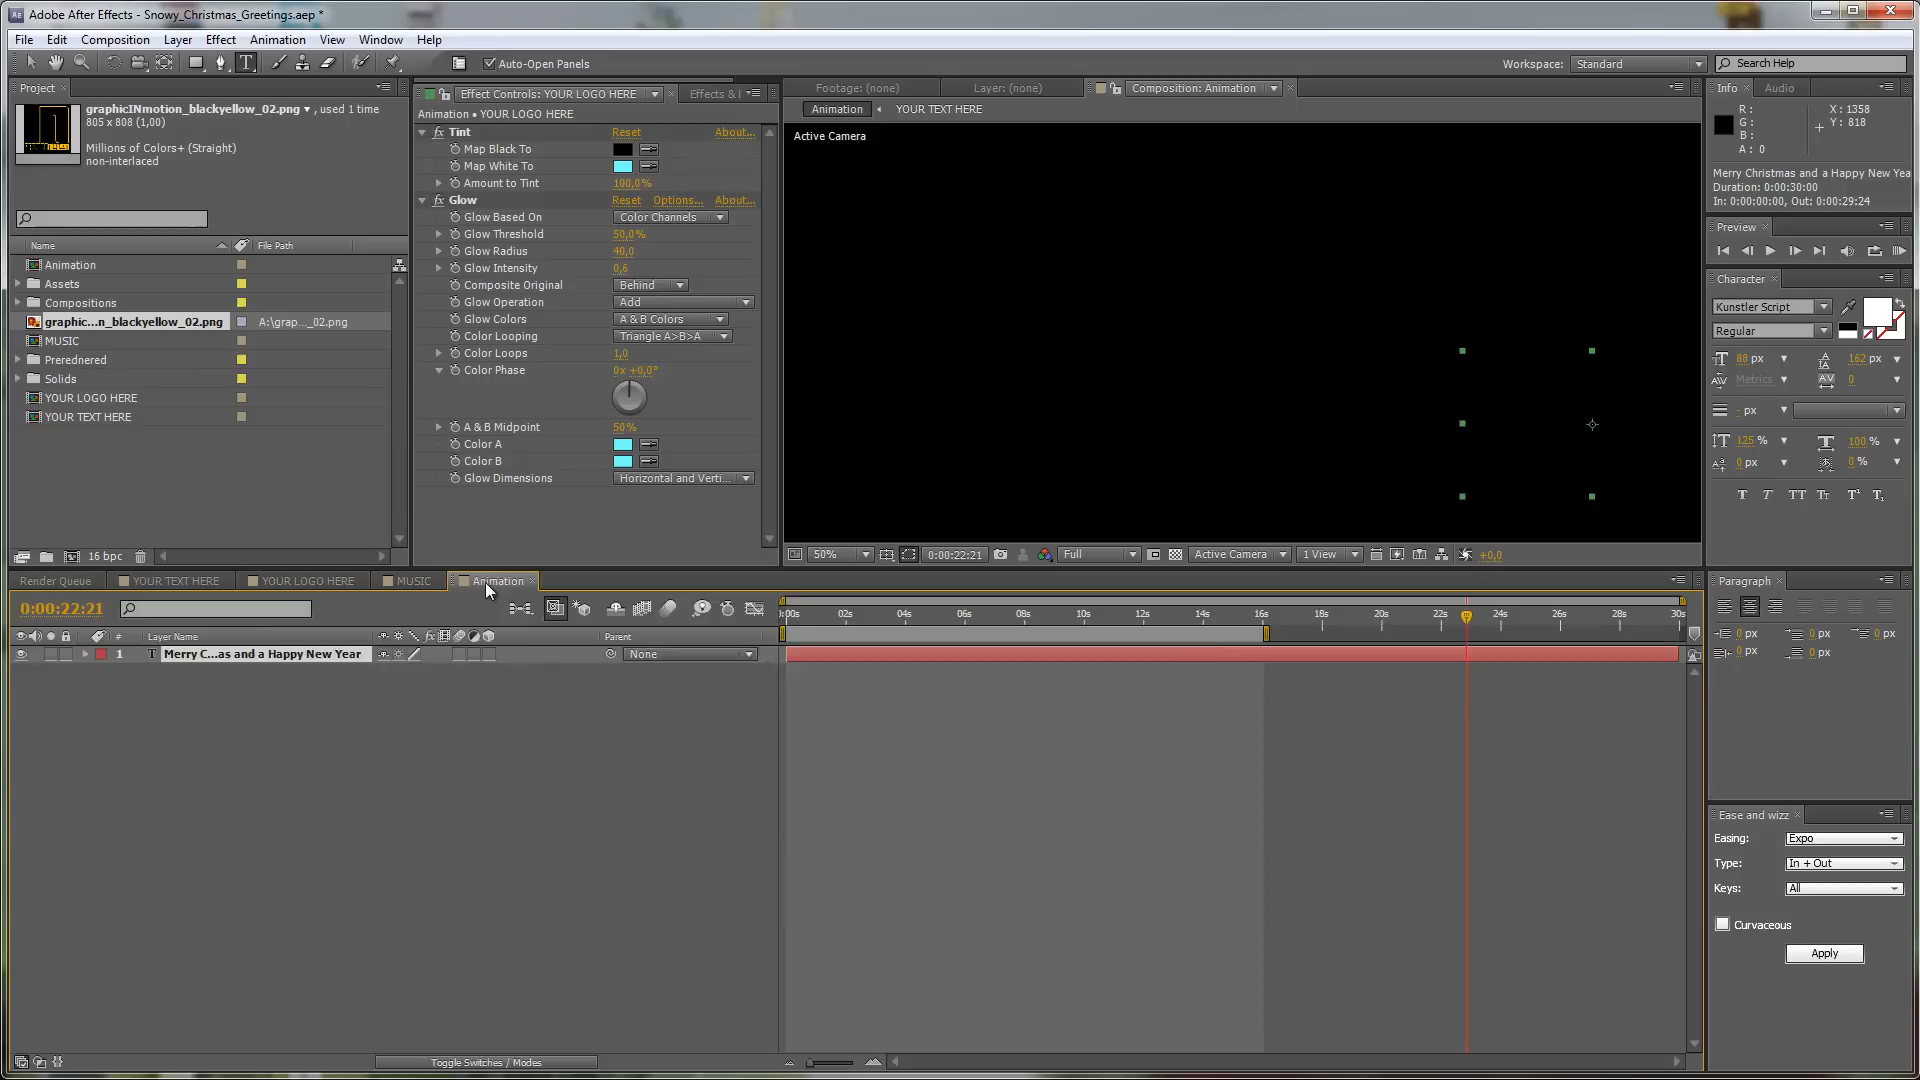 Adobe After Effects - Snowy_Christmas_Greetings.aep *
File Edit Composition Layer Effect Animation View Window Help
Auto-Open Panels
Workspace: Standard
Search Help
Project
graphicINmotion_blackyellow_02.png ▾ , used 1 time
805 x 808 (1,00)
Millions of Colors+ (Straight)
non-interlaced
Name File Path
Animation
Assets
Compositions
graphic...n_blackyellow_02.png A:\grap..._02.png
MUSIC
Prerednered
Solids
YOUR LOGO HERE
YOUR TEXT HERE
16 bpc
Effect Controls: YOUR LOGO HERE
Effects &
Animation • YOUR LOGO HERE
Tint Reset About...
Map Black To
Map White To
Amount to Tint 100,0%
Glow Reset Options... About...
Glow Based On Color Channels
Glow Threshold 50,0%
Glow Radius 40,0
Glow Intensity 0,6
Composite Original Behind
Glow Operation Add
Glow Colors A & B Colors
Color Looping Triangle A>B>A
Color Loops 1,0
Color Phase 0x +0,0°
A & B Midpoint 50%
Color A
Color B
Glow Dimensions Horizontal and Verti...
Footage: (none) Layer: (none) Composition: Animation
Animation YOUR TEXT HERE
Active Camera
50% 0:00:22:21 Full Active Camera 1 View +0,0
Info Audio
R: X: 1358
G: Y: 818
B:
A: 0
Merry Christmas and a Happy New Yea
Duration: 0:00:30:00
In: 0:00:00:00, Out: 0:00:29:24
Preview
Character
Kunstler Script
Regular
88 px 162 px
Metrics 0
- px
125 % 100 %
0 px 0 %
T T TT Tt T¹ T₁
Render Queue YOUR TEXT HERE YOUR LOGO HERE MUSIC Animation
0:00:22:21
:00s 02s 04s 06s 08s 10s 12s 14s 16s 18s 20s 22s 24s 26s 28s 30s
# Layer Name Parent
1 T Merry C...as and a Happy New Year None
Toggle Switches / Modes
Paragraph
0 px 0 px 0 px
0 px 0 px
Ease and wizz
Easing: Expo
Type: In + Out
Keys: All
Curvaceous
Apply